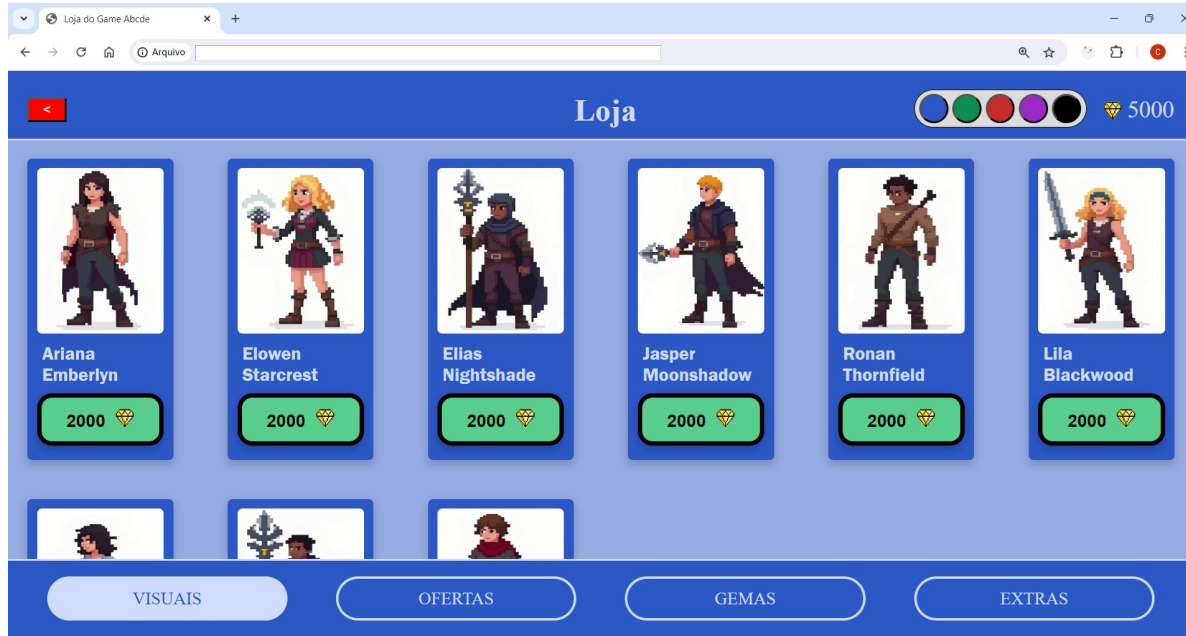 Loja do Game Abcde
Arquivo
C
<
Loja
5000
Ariana
Emberlyn
2000
Elowen
Starcrest
2000
Elias
Nightshade
2000
Jasper
Moonshadow
2000
Ronan
Thornfield
2000
Lila
Blackwood
2000
VISUAIS
OFERTAS
GEMAS
EXTRAS